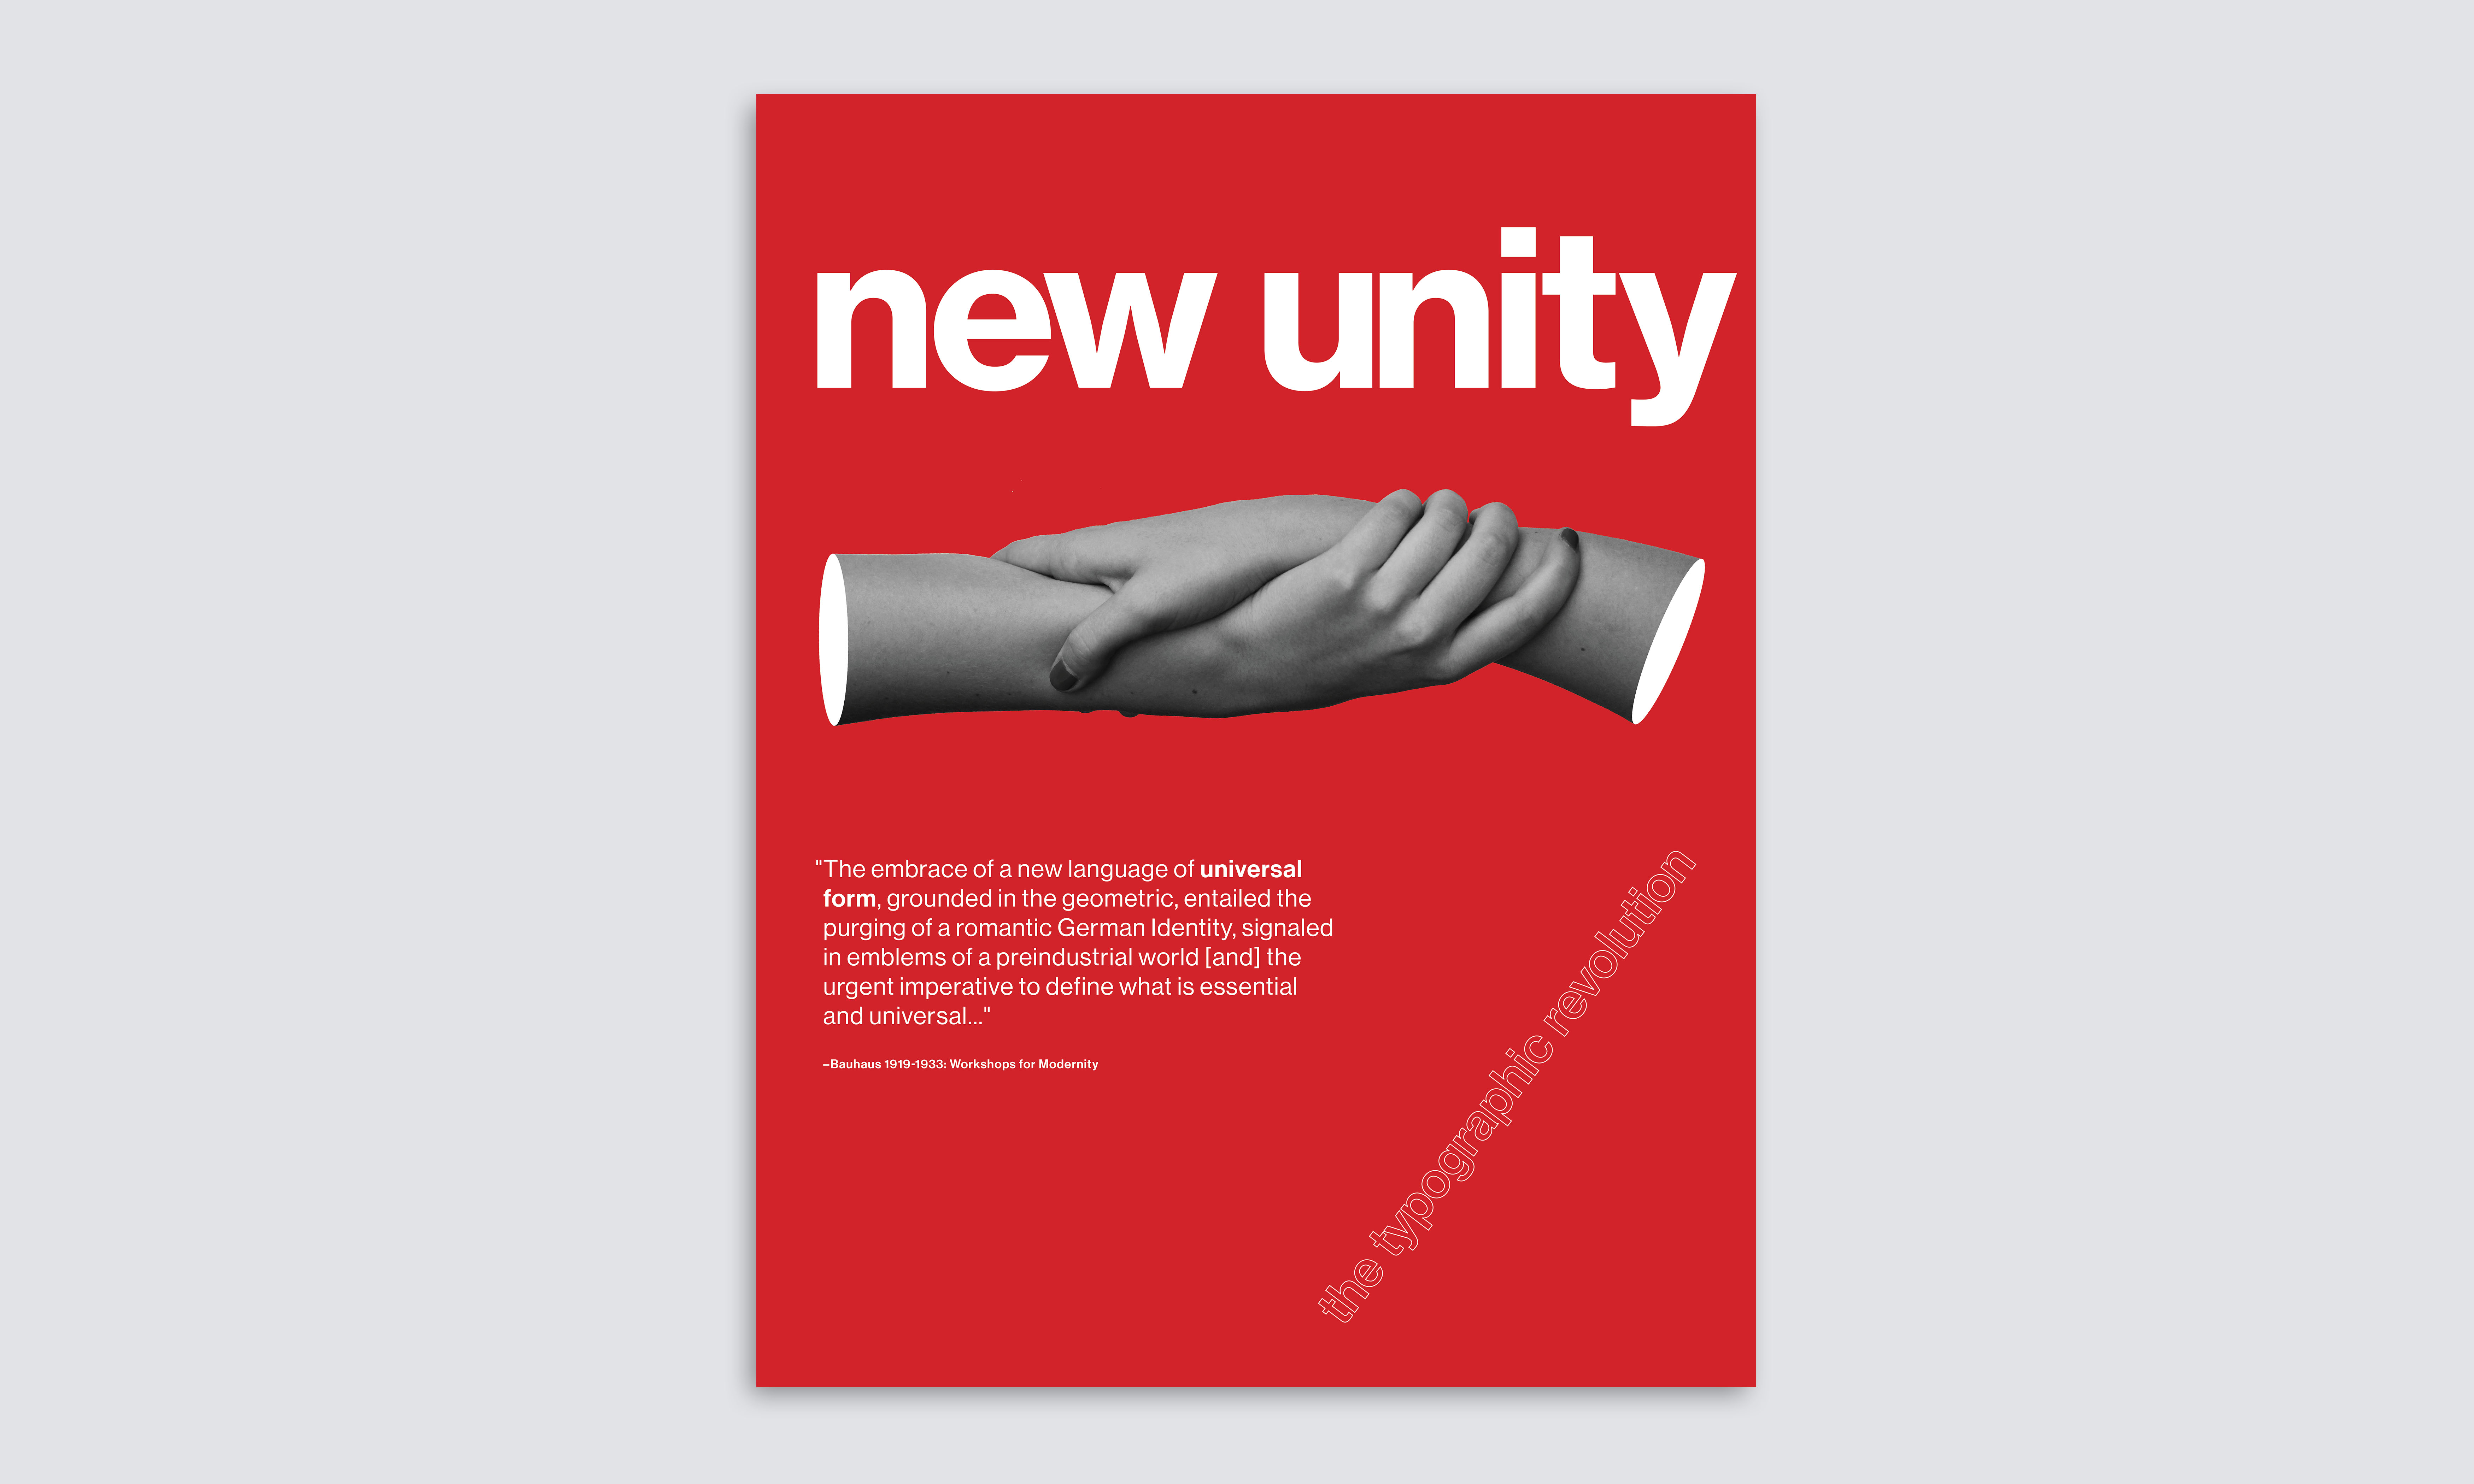 new unity
"The embrace of a new language of universal
form, grounded in the geometric, entailed the
purging of a romantic German Identity, signaled
in emblems of a preindustrial world [and] the
urgent imperative to define what is essential
and universal..."
–Bauhaus 1919-1933: Workshops for Modernity
the typographic revolution